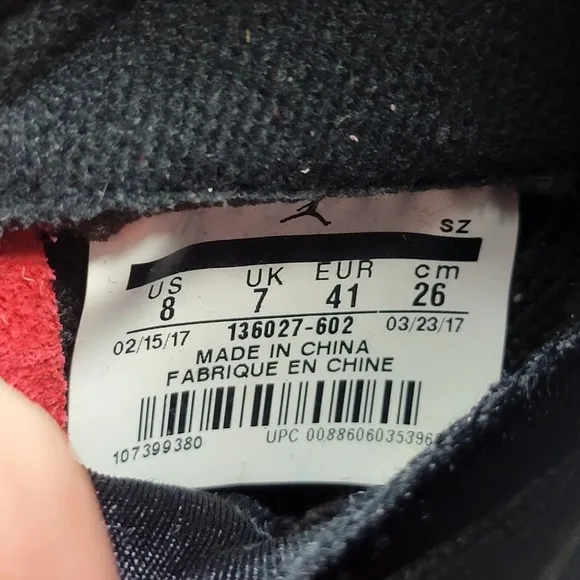 SZ
US UK EUR cm
8 7 41 26
02/15/17 136027-602 03/23/17
MADE IN CHINA
FABRIQUE EN CHINE
107399380 UPC 0088606035396